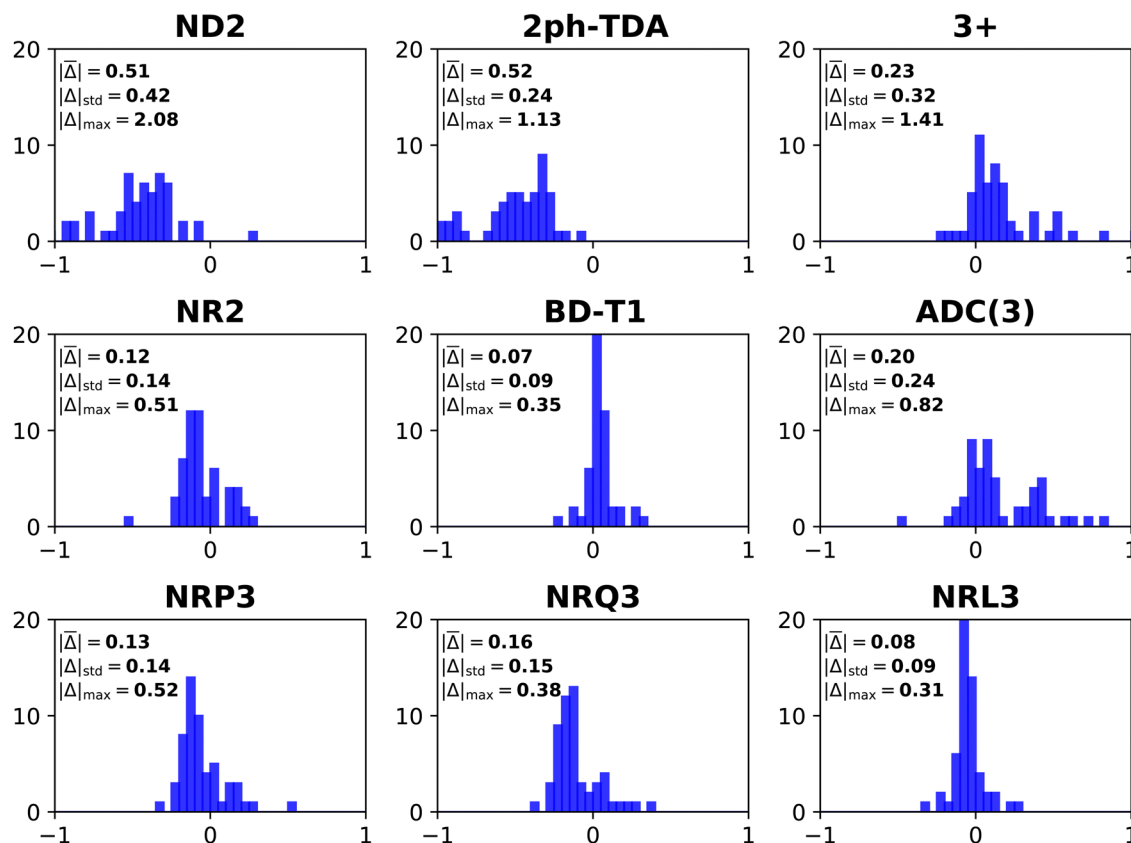 ND2
20
10
0
−1 0 1
|Δ̅| = 0.51
|Δ|std = 0.42
|Δ|max = 2.08
2ph-TDA
20
10
0
−1 0 1
|Δ̅| = 0.52
|Δ|std = 0.24
|Δ|max = 1.13
3+
20
10
0
−1 0 1
|Δ̅| = 0.23
|Δ|std = 0.32
|Δ|max = 1.41
NR2
20
10
0
−1 0 1
|Δ̅| = 0.12
|Δ|std = 0.14
|Δ|max = 0.51
BD-T1
20
10
0
−1 0 1
|Δ̅| = 0.07
|Δ|std = 0.09
|Δ|max = 0.35
ADC(3)
20
10
0
−1 0 1
|Δ̅| = 0.20
|Δ|std = 0.24
|Δ|max = 0.82
NRP3
20
10
0
−1 0 1
|Δ̅| = 0.13
|Δ|std = 0.14
|Δ|max = 0.52
NRQ3
20
10
0
−1 0 1
|Δ̅| = 0.16
|Δ|std = 0.15
|Δ|max = 0.38
NRL3
20
10
0
−1 0 1
|Δ̅| = 0.08
|Δ|std = 0.09
|Δ|max = 0.31